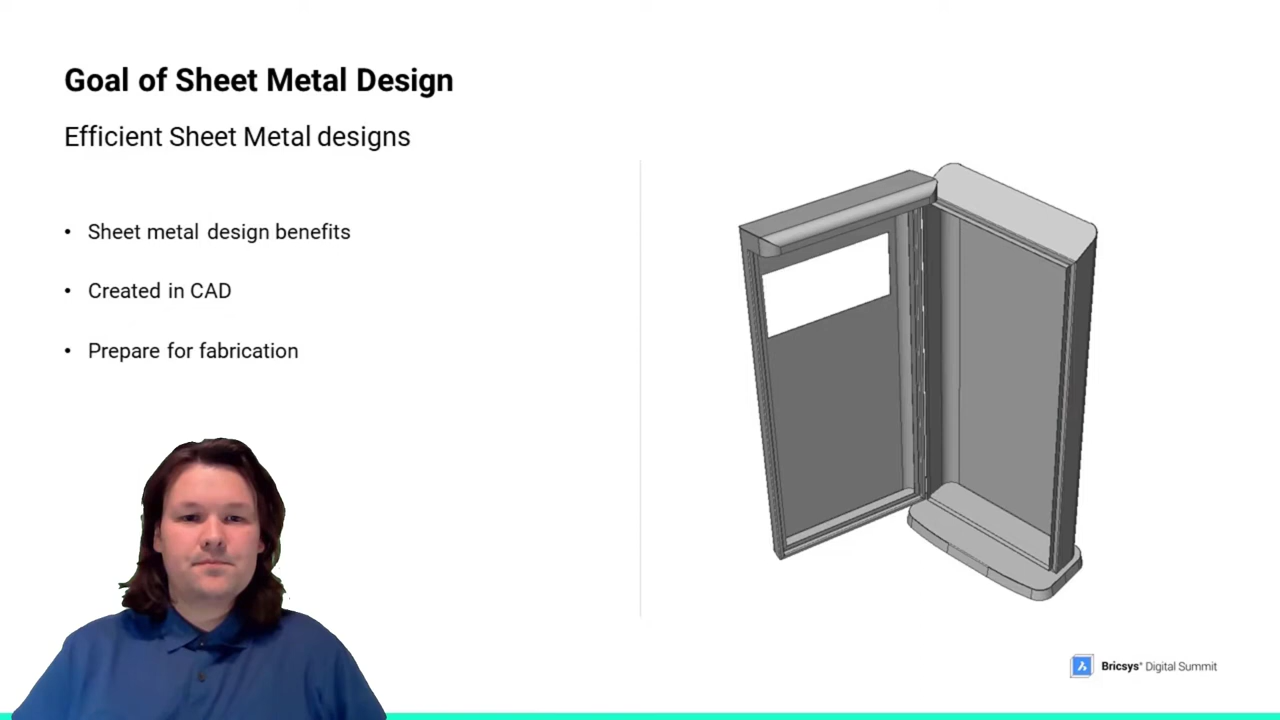 Goal of Sheet Metal Design
Efficient Sheet Metal designs
• Sheet metal design benefits
• Created in CAD
• Prepare for fabrication
Bricsys® Digital Summit